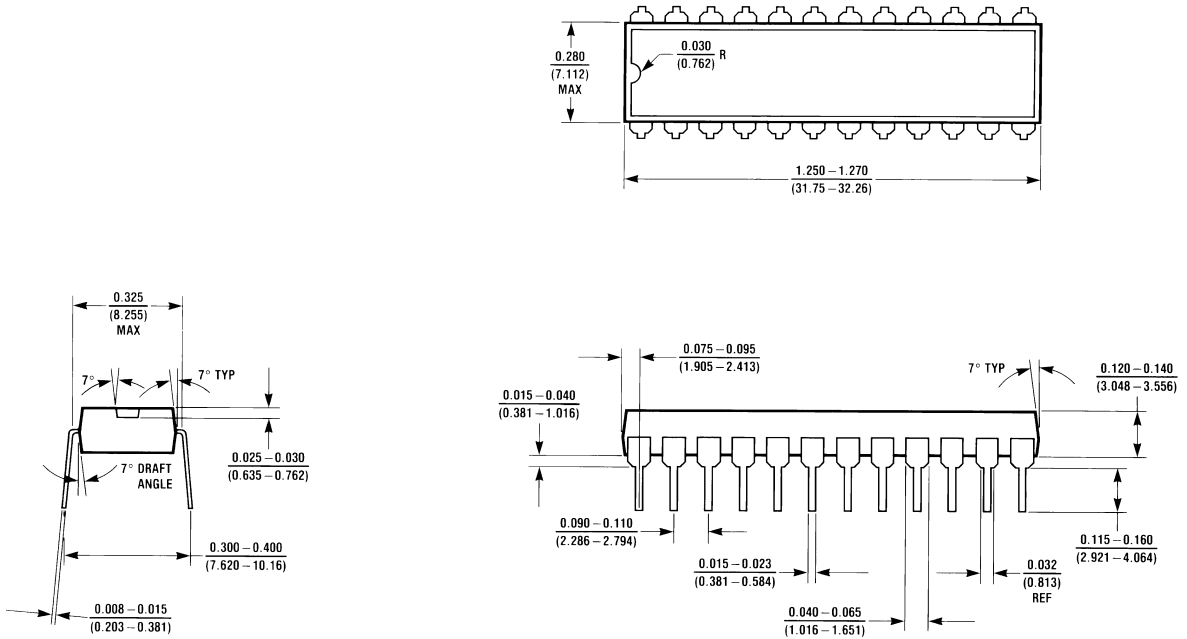 0.280
(7.112)
MAX
0.030
(0.762)
R
1.250 – 1.270
(31.75 – 32.26)
0.325
(8.255)
MAX
7°
7° TYP
0.025 – 0.030
(0.635 – 0.762)
7° DRAFT
ANGLE
0.300 – 0.400
(7.620 – 10.16)
0.008 – 0.015
(0.203 – 0.381)
0.075 – 0.095
(1.905 – 2.413)
7° TYP
0.120 – 0.140
(3.048 – 3.556)
0.015 – 0.040
(0.381 – 1.016)
0.090 – 0.110
(2.286 – 2.794)
0.115 – 0.160
(2.921 – 4.064)
0.015 – 0.023
(0.381 – 0.584)
0.032
(0.813)
REF
0.040 – 0.065
(1.016 – 1.651)